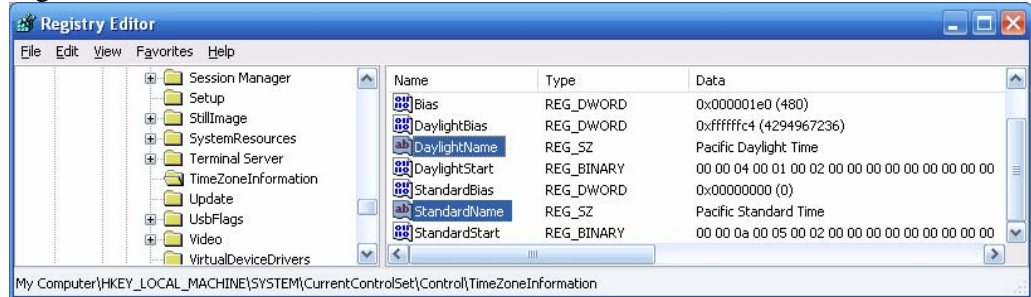 Registry Editor
File Edit View Favorites Help
Session Manager
Setup
StillImage
SystemResources
Terminal Server
TimeZoneInformation
Update
UsbFlags
Video
VirtualDeviceDrivers
Name Type Data
Bias REG_DWORD 0x000001e0 (480)
DaylightBias REG_DWORD 0xffffffc4 (4294967236)
DaylightName REG_SZ Pacific Daylight Time
DaylightStart REG_BINARY 00 00 04 00 01 00 02 00 00 00 00 00 00 00 00 00
StandardBias REG_DWORD 0x00000000 (0)
StandardName REG_SZ Pacific Standard Time
StandardStart REG_BINARY 00 00 0a 00 05 00 02 00 00 00 00 00 00 00 00 00
My Computer\HKEY_LOCAL_MACHINE\SYSTEM\CurrentControlSet\Control\TimeZoneInformation